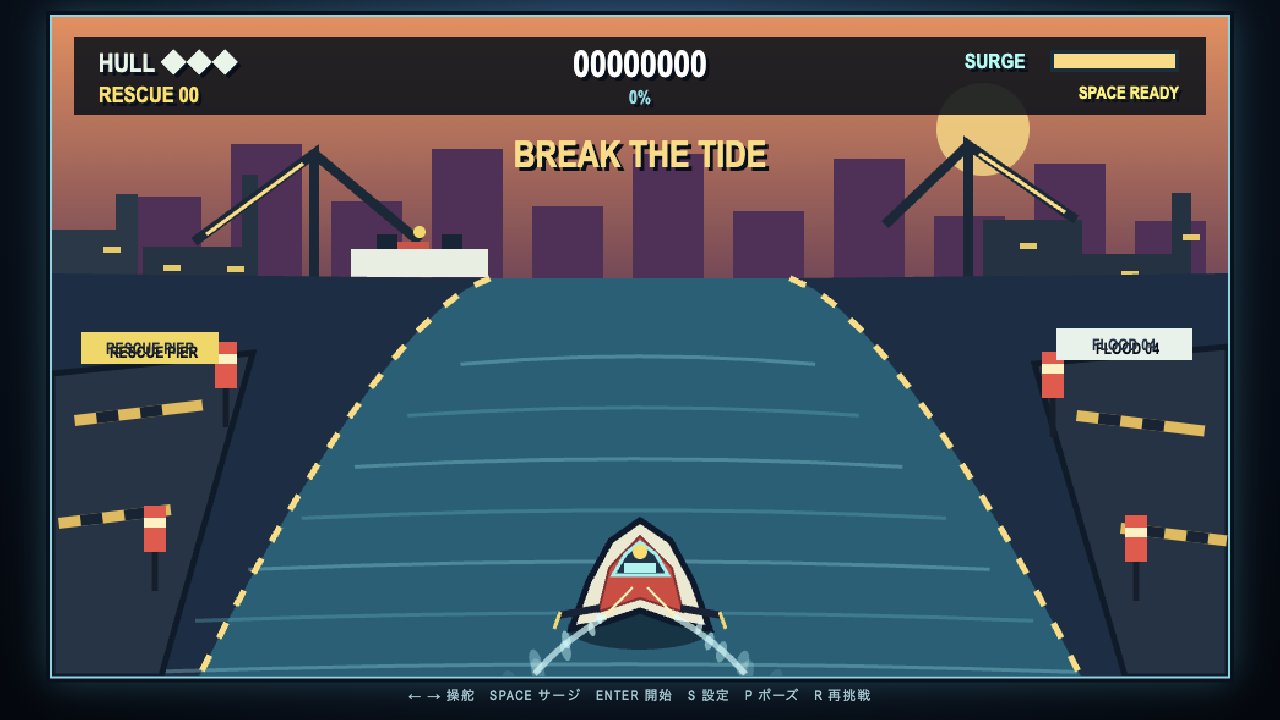 HULL
RESCUE 00
00000000
0%
SURGE
SPACE READY
BREAK THE TIDE
RESCUE PIER
FLOOD 04
← → 操舵 SPACE サージ ENTER 開始 S 設定 P ポーズ R 再挑戦